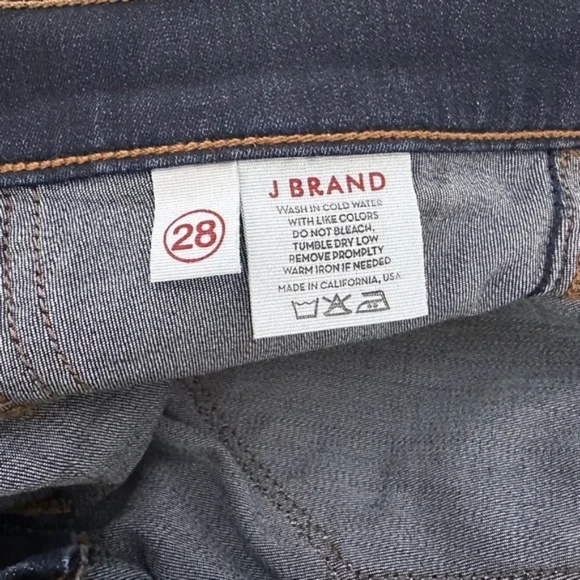 28
J BRAND
WASH IN COLD WATER
WITH LIKE COLORS
DO NOT BLEACH,
TUMBLE DRY LOW
REMOVE PROMPLTY
WARM IRON IF NEEDED
MADE IN CALIFORNIA, USA